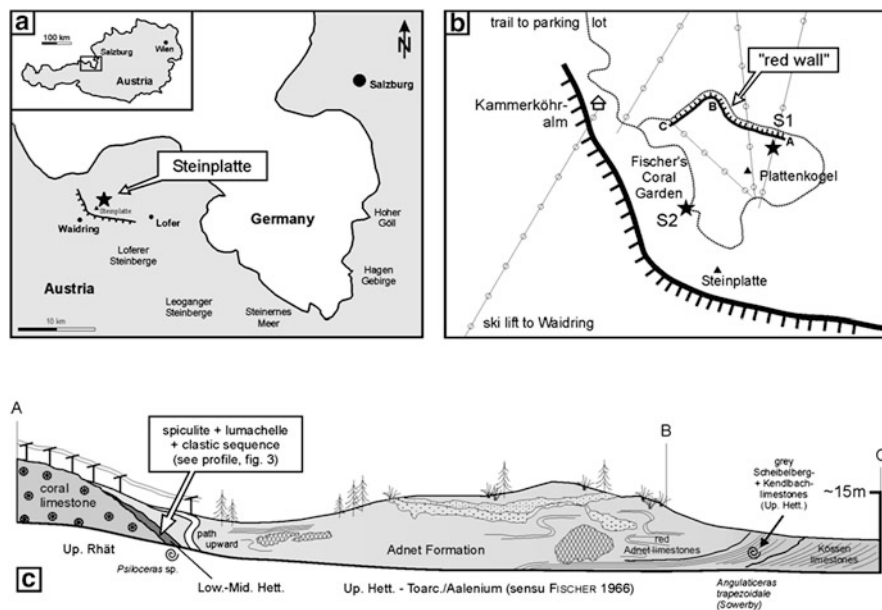 a
100 km
Salzburg
Wien
Austria
N
Salzburg
Steinplatte
Steinplatte
Waidring
Lofer
Germany
Hoher
Göll
Loferer
Steinberge
Austria
Hagen
Gebirge
Leoganger
Steinberge
Steinernes
Meer
10 km
b
trail to parking lot
"red wall"
Kammerköhr-
alm
S1
C
B
A
Fischer's
Coral
Garden
Plattenkogel
S2
Steinplatte
ski lift to Waidring
A
spiculite + lumachelle
+ clastic sequence
(see profile, fig. 3)
B
C
grey
Scheibelberg-
+ Kendlbach-
limestones
(Up. Hett.)
~15m
coral
limestone
path
upward
Adnet Formation
red
Adnet-limestones
Kössen
limestones
Up. Rhät
Psiloceras sp.
Low.-Mid. Hett.
Up. Hett. - Toarc./Aalenium (sensu FISCHER 1966)
Angulaticeras
trapezoidale
(Sowerby)
c